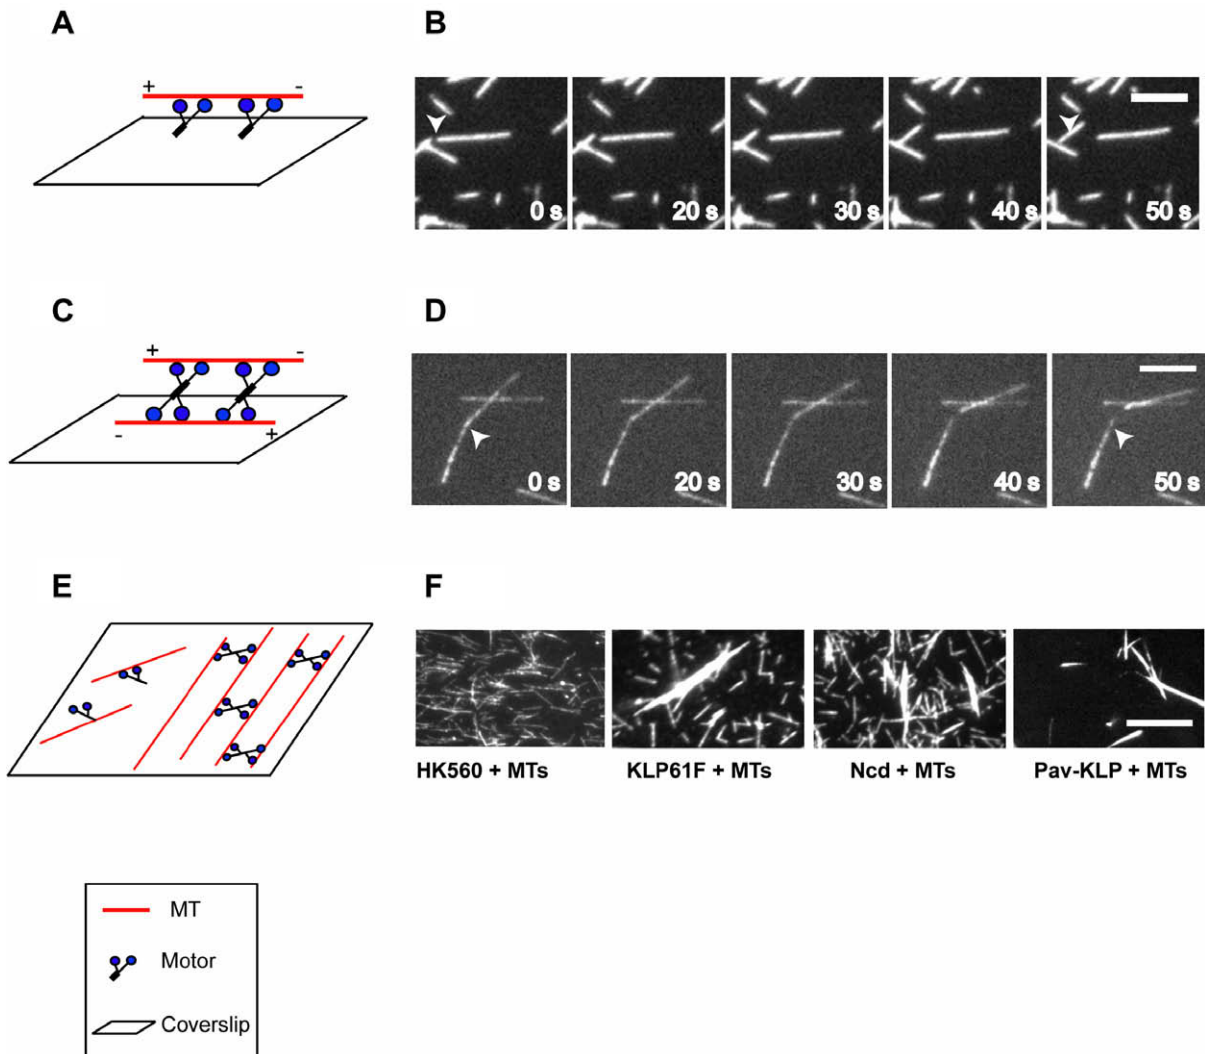 A
B
+ -
0 s 20 s 30 s 40 s 50 s
C
D
+ -
- +
0 s 20 s 30 s 40 s 50 s
E
F
HK560 + MTs KLP61F + MTs Ncd + MTs Pav-KLP + MTs
MT
Motor
Coverslip